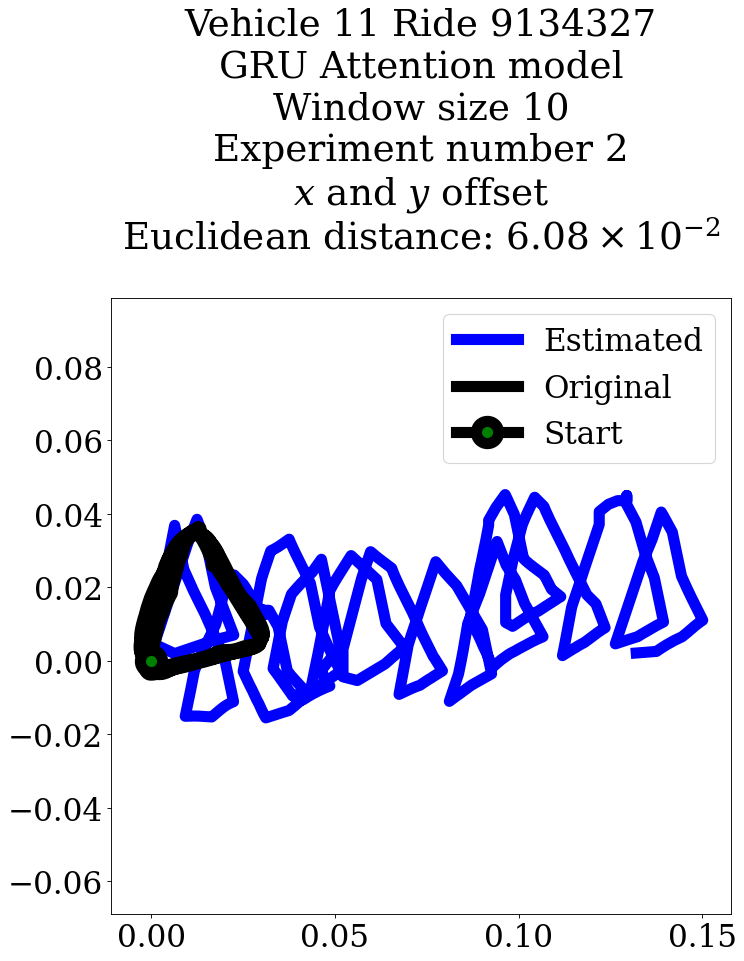 Vehicle 11 Ride 9134327
GRU Attention model
Window size 10
Experiment number 2
x and y offset
Euclidean distance: 6.08 × 10⁻²
Estimated
Original
Start
0.08
0.06
0.04
0.02
0.00
−0.02
−0.04
−0.06
0.00 0.05 0.10 0.15